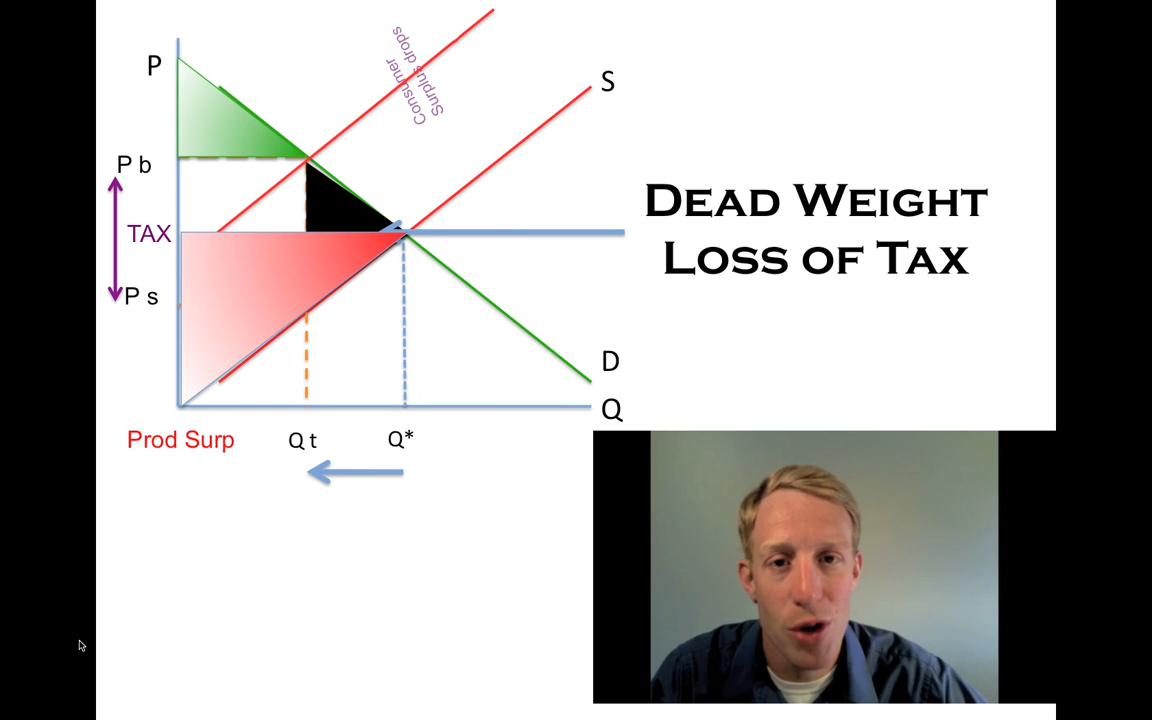 P
Consumer
Surplus drops
S
P b
TAX
P s
DEAD WEIGHT
LOSS OF TAX
D
Q
Prod Surp
Q t
Q*